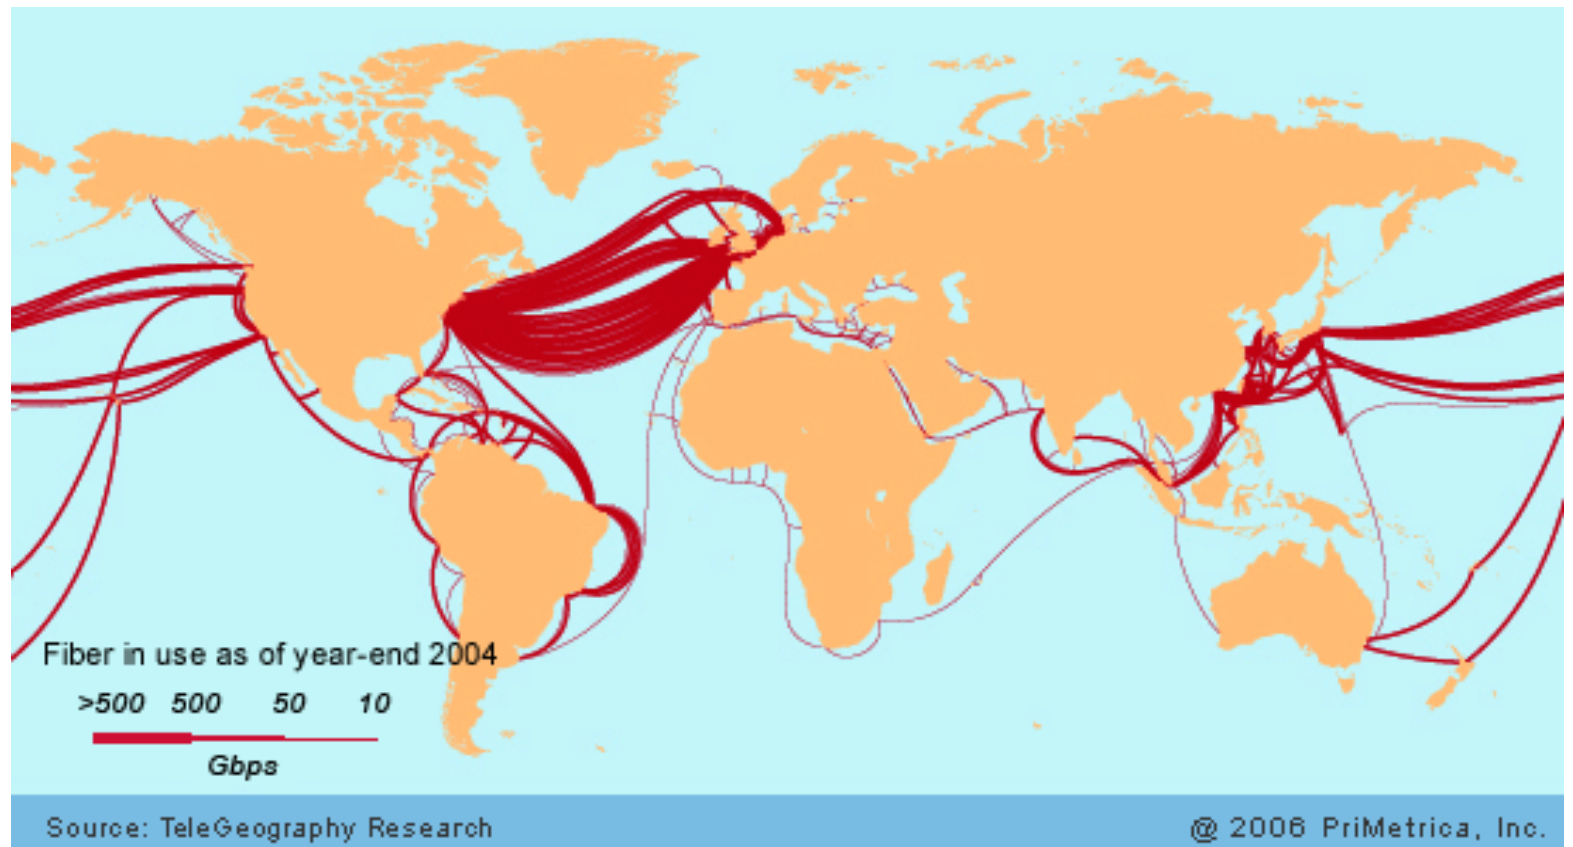 Fiber in use as of year-end 2004
>500 500 50 10
Gbps
Source: TeleGeography Research
@ 2006 PriMetrica, Inc.